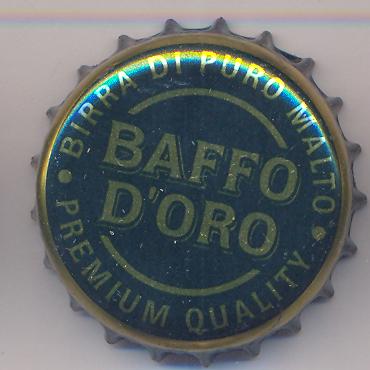 BIRRA DI PURO MALTO
BAFFO
D'ORO
PREMIUM QUALITY